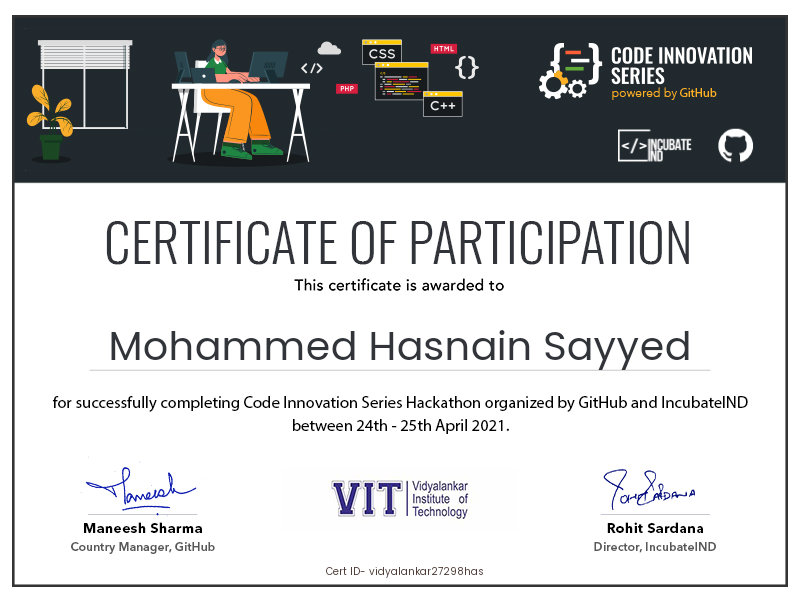 CSS
HTML
</>
{}
PHP
C++
CODE INNOVATION
SERIES
powered by GitHub
</>INCUBATE
IND
CERTIFICATE OF PARTICIPATION
This certificate is awarded to
Mohammed Hasnain Sayyed
for successfully completing Code Innovation Series Hackathon organized by GitHub and IncubateIND
between 24th - 25th April 2021.
Maneesh
Rohit Sardana
VIT
Vidyalankar
Institute of
Technology
Maneesh Sharma
Rohit Sardana
Country Manager, GitHub
Director, IncubateIND
Cert ID- vidyalankar27298has